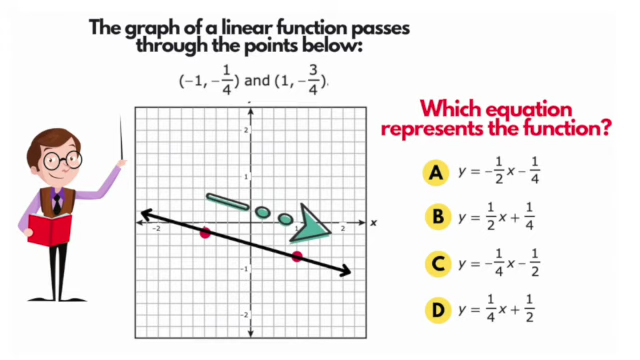 The graph of a linear function passes
through the points below:
(-1, -1/4) and (1, -3/4).
2
1
-2
1
2
x
-1
-2
Which equation
represents the function?
A y = -1/2x - 1/4
B y = 1/2x + 1/4
C y = -1/4x - 1/2
D y = 1/4x + 1/2